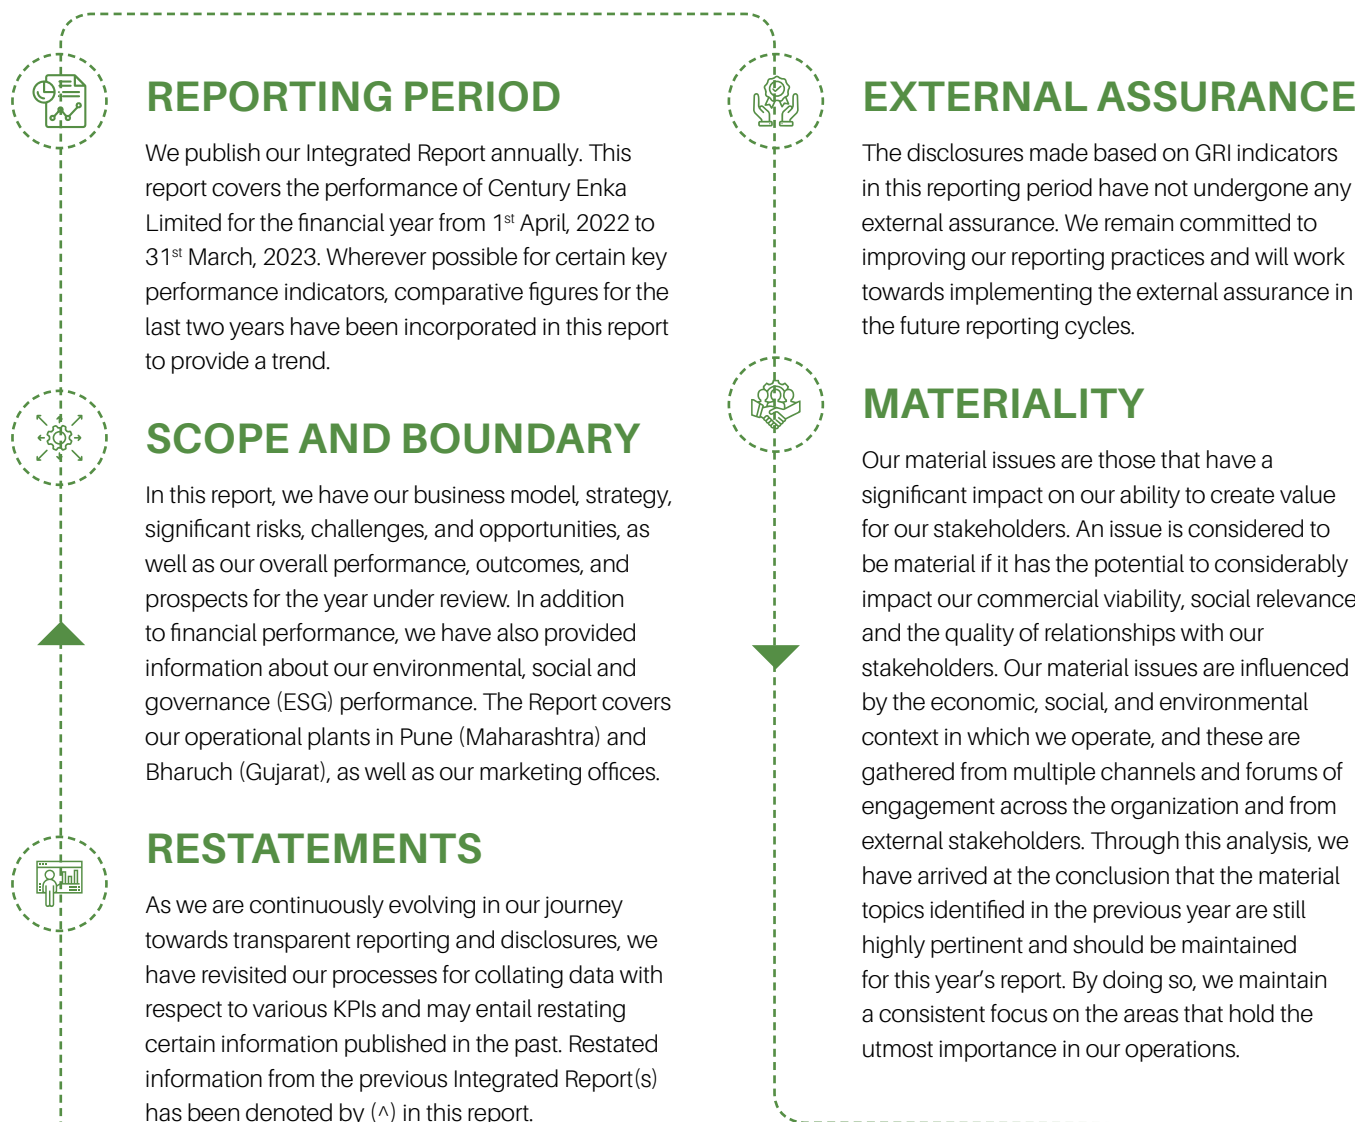 REPORTING PERIOD
We publish our Integrated Report annually. This
report covers the performance of Century Enka
Limited for the financial year from 1st April, 2022 to
31st March, 2023. Wherever possible for certain key
performance indicators, comparative figures for the
last two years have been incorporated in this report
to provide a trend.
SCOPE AND BOUNDARY
In this report, we have our business model, strategy,
significant risks, challenges, and opportunities, as
well as our overall performance, outcomes, and
prospects for the year under review. In addition
to financial performance, we have also provided
information about our environmental, social and
governance (ESG) performance. The Report covers
our operational plants in Pune (Maharashtra) and
Bharuch (Gujarat), as well as our marketing offices.
RESTATEMENTS
As we are continuously evolving in our journey
towards transparent reporting and disclosures, we
have revisited our processes for collating data with
respect to various KPIs and may entail restating
certain information published in the past. Restated
information from the previous Integrated Report(s)
has been denoted by (^) in this report.
EXTERNAL ASSURANCE
The disclosures made based on GRI indicators
in this reporting period have not undergone any
external assurance. We remain committed to
improving our reporting practices and will work
towards implementing the external assurance in
the future reporting cycles.
MATERIALITY
Our material issues are those that have a
significant impact on our ability to create value
for our stakeholders. An issue is considered to
be material if it has the potential to considerably
impact our commercial viability, social relevance
and the quality of relationships with our
stakeholders. Our material issues are influenced
by the economic, social, and environmental
context in which we operate, and these are
gathered from multiple channels and forums of
engagement across the organization and from
external stakeholders. Through this analysis, we
have arrived at the conclusion that the material
topics identified in the previous year are still
highly pertinent and should be maintained
for this year's report. By doing so, we maintain
a consistent focus on the areas that hold the
utmost importance in our operations.